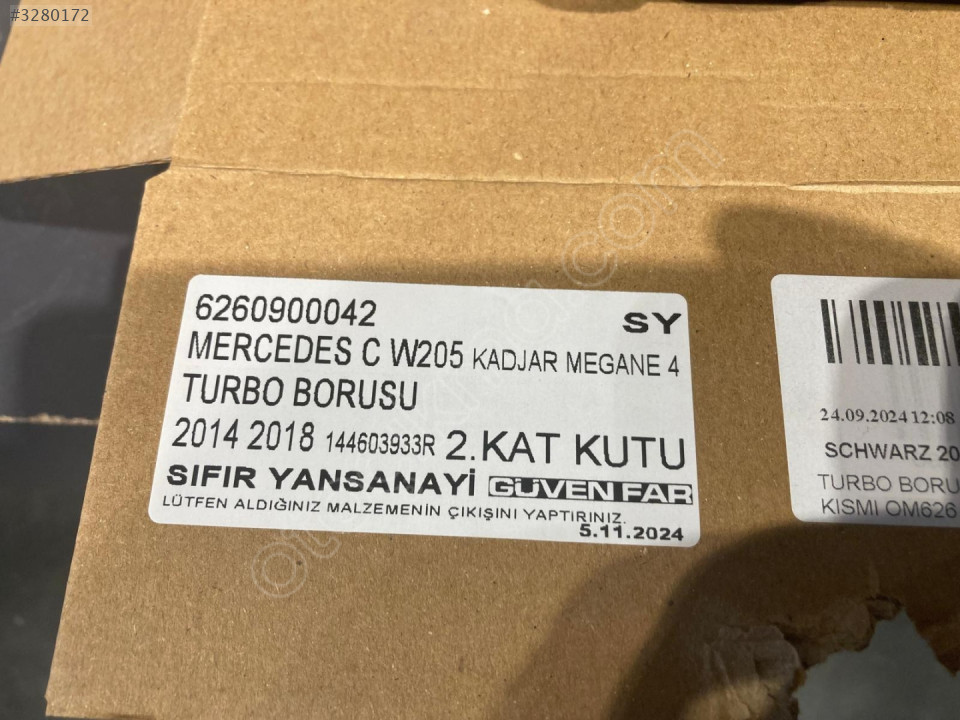 #3280172
6260900042
SY
MERCEDES C W205 KADJAR MEGANE 4
TURBO BORUSU
2014 2018 144603933R 2.KAT KUTU
SIFIR YANSANAYİ GÜVEN FAR
LÜTFEN ALDIĞINIZ MALZEMENİN ÇIKIŞINI YAPTIRINIZ.
5.11.2024
24.09.2024 12:08
SCHWARZ 20
TURBO BORU
KISMI OM626